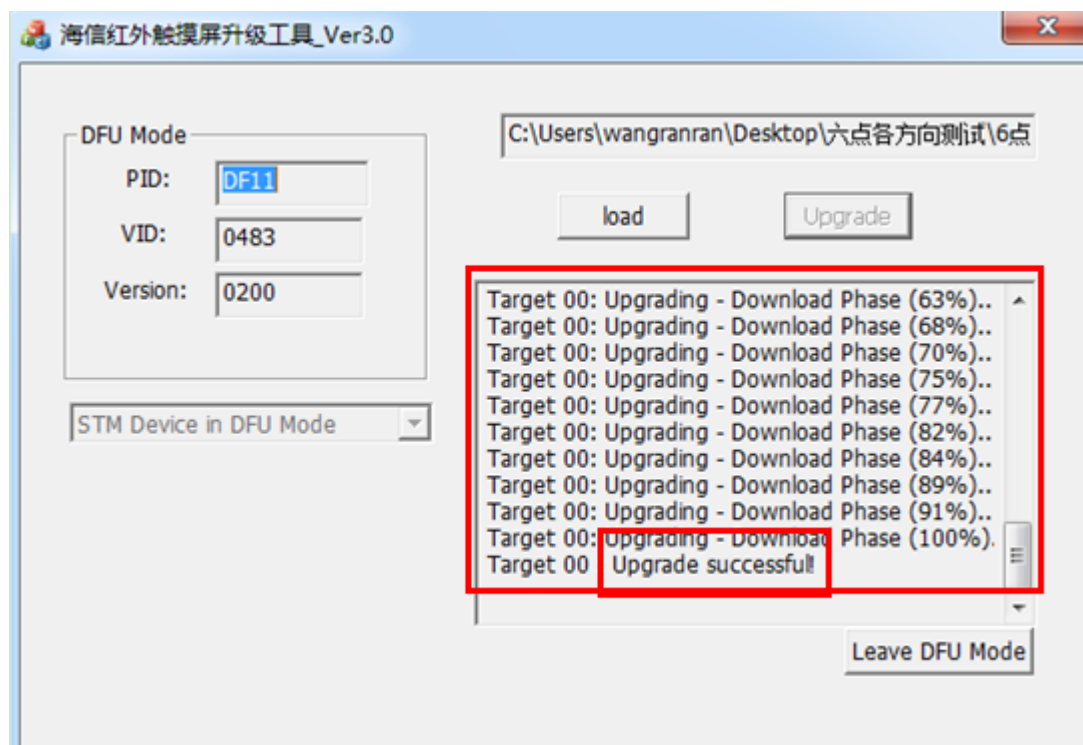 海信红外触摸屏升级工具_Ver3.0
DFU Mode
PID: DF11
VID: 0483
Version: 0200
STM Device in DFU Mode
C:\Users\wangranran\Desktop\六点各方向测试\6点
load
Upgrade
Target 00: Upgrading - Download Phase (63%)..
Target 00: Upgrading - Download Phase (68%)..
Target 00: Upgrading - Download Phase (70%)..
Target 00: Upgrading - Download Phase (75%)..
Target 00: Upgrading - Download Phase (77%)..
Target 00: Upgrading - Download Phase (82%)..
Target 00: Upgrading - Download Phase (84%)..
Target 00: Upgrading - Download Phase (89%)..
Target 00: Upgrading - Download Phase (91%)..
Target 00: Upgrading - Download Phase (100%).
Target 00 Upgrade successful!
Leave DFU Mode